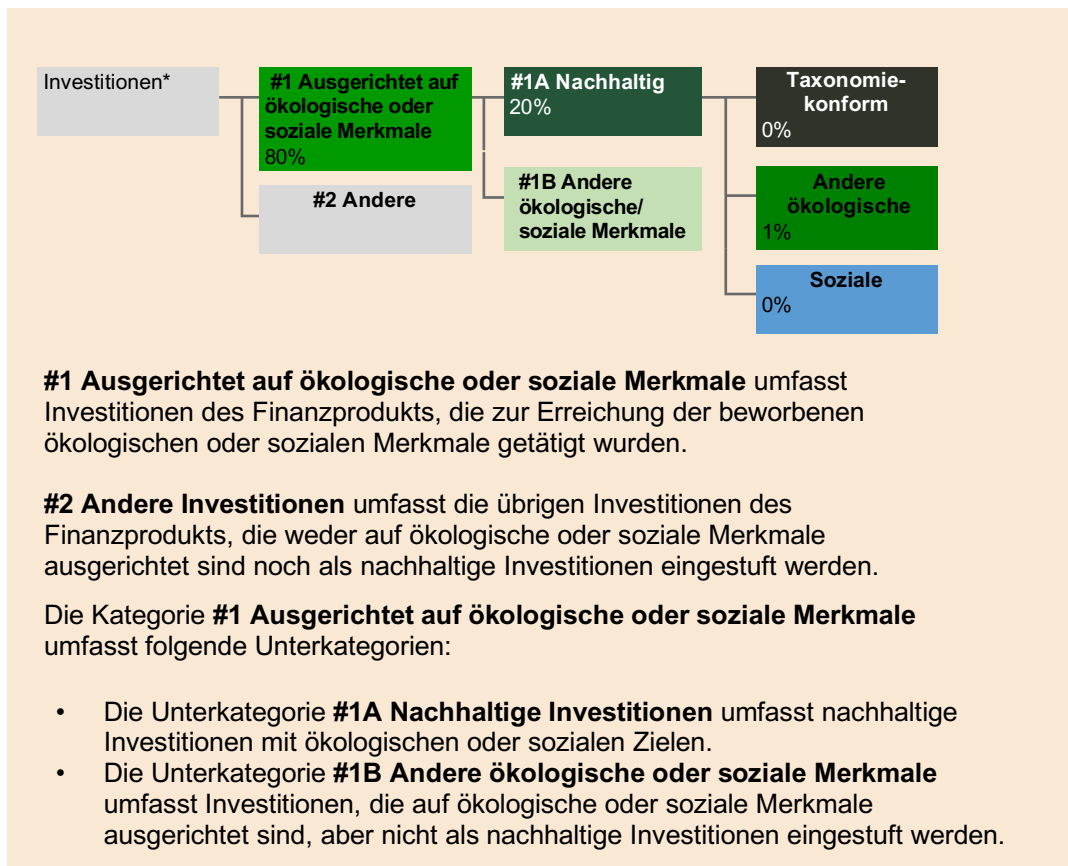 Investitionen*
#1 Ausgerichtet auf
ökologische oder
soziale Merkmale
80%
#2 Andere
#1A Nachhaltig
20%
#1B Andere
ökologische/
soziale Merkmale
Taxonomie-
konform
0%
Andere
ökologische
1%
Soziale
0%
#1 Ausgerichtet auf ökologische oder soziale Merkmale umfasst
Investitionen des Finanzprodukts, die zur Erreichung der beworbenen
ökologischen oder sozialen Merkmale getätigt wurden.
#2 Andere Investitionen umfasst die übrigen Investitionen des
Finanzprodukts, die weder auf ökologische oder soziale Merkmale
ausgerichtet sind noch als nachhaltige Investitionen eingestuft werden.
Die Kategorie #1 Ausgerichtet auf ökologische oder soziale Merkmale
umfasst folgende Unterkategorien:
• Die Unterkategorie #1A Nachhaltige Investitionen umfasst nachhaltige
Investitionen mit ökologischen oder sozialen Zielen.
• Die Unterkategorie #1B Andere ökologische oder soziale Merkmale
umfasst Investitionen, die auf ökologische oder soziale Merkmale
ausgerichtet sind, aber nicht als nachhaltige Investitionen eingestuft werden.